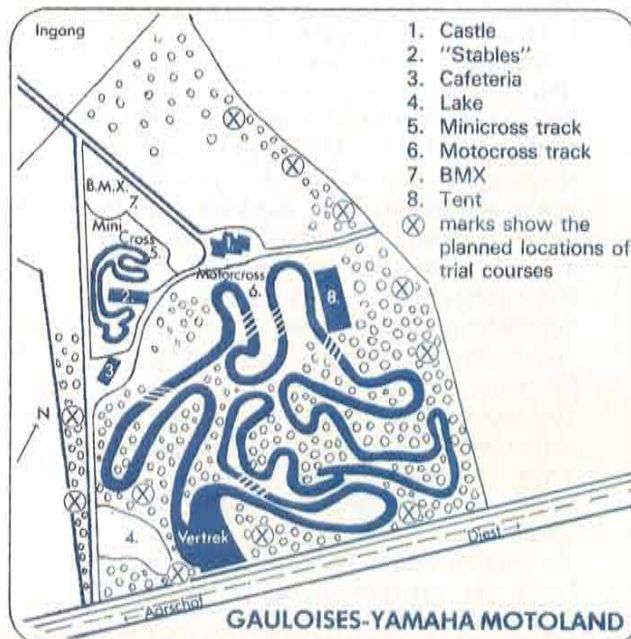 Ingang
1. Castle
2. "Stables"
3. Cafeteria
4. Lake
5. Minicross track
6. Motocross track
7. BMX
8. Tent
⊗ marks show the
planned locations of
trial courses
B.M.X.
7.
Mini
Cross
5.
1.
Motorcross
6.
2.
8.
3
N
4.
Vertrek
Diest→
←Aarschot
GAULOISES-YAMAHA MOTOLAND